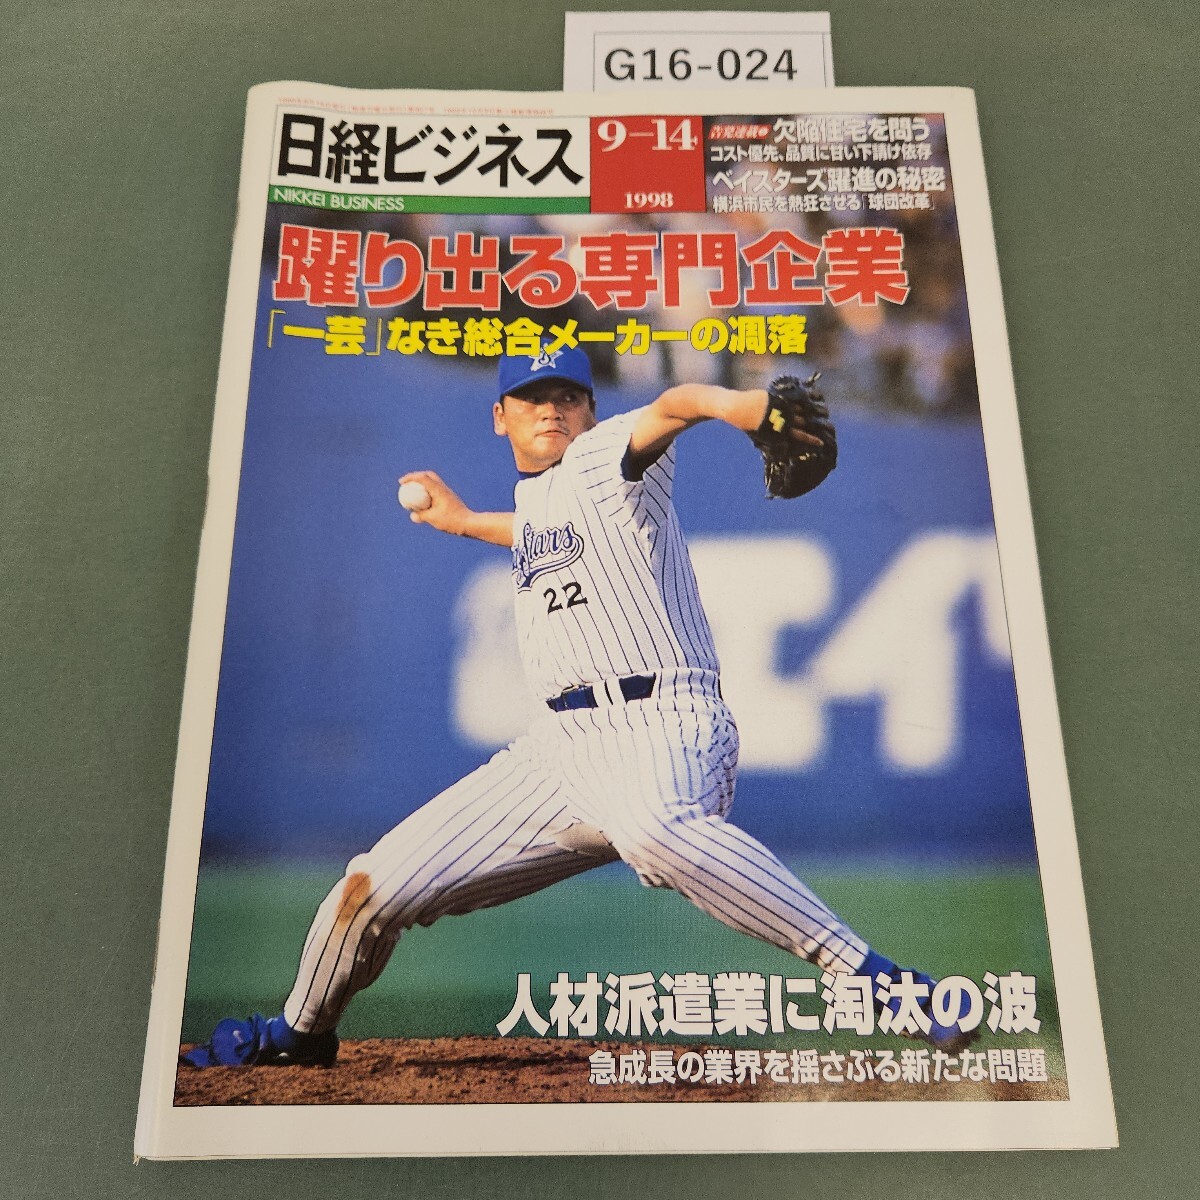 G16-024
日経ビジネス
NIKKEI BUSINESS
9-14
1998
欠陥住宅を問う
コスト優先、品質に甘い下請け依存
ベイスターズ躍進の秘密
横浜市民を熱狂させる「球団改革」
躍り出る専門企業
「一芸」なき総合メーカーの凋落
Stars
22
人材派遣業に淘汰の波
急成長の業界を揺さぶる新たな問題